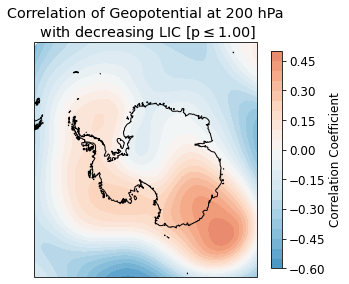 Correlation of Geopotential at 200 hPa
with decreasing LIC [p ≤ 1.00]
0.45
0.30
0.15
0.00
−0.15
−0.30
−0.45
−0.60
Correlation Coefficient